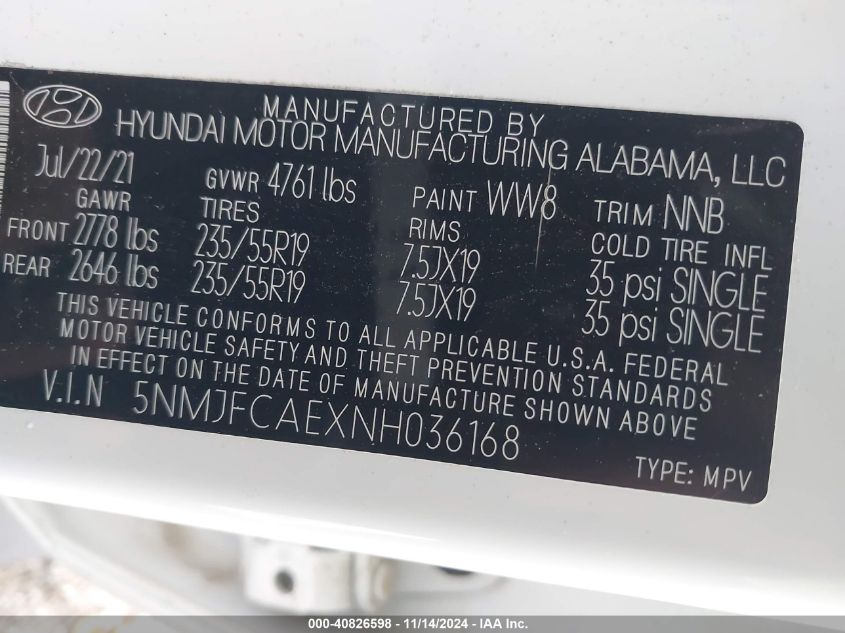 MANUFACTURED BY
HYUNDAI MOTOR MANUFACTURING ALABAMA, LLC
Jul/22/21 GVWR 4761 lbs PAINT WW8 TRIM NNB
GAWR TIRES RIMS COLD TIRE INFL
FRONT 2778 lbs 235/55R19 7.5JX19 35 psi SINGLE
REAR 2646 lbs 235/55R19 7.5JX19 35 psi SINGLE
THIS VEHICLE CONFORMS TO ALL APPLICABLE U.S.A. FEDERAL
MOTOR VEHICLE SAFETY AND THEFT PREVENTION STANDARDS
IN EFFECT ON THE DATE OF MANUFACTURE SHOWN ABOVE
V.I.N 5NMJFCAEXNH036168
TYPE: MPV
000-40826598 - 11/14/2024 - IAA Inc.